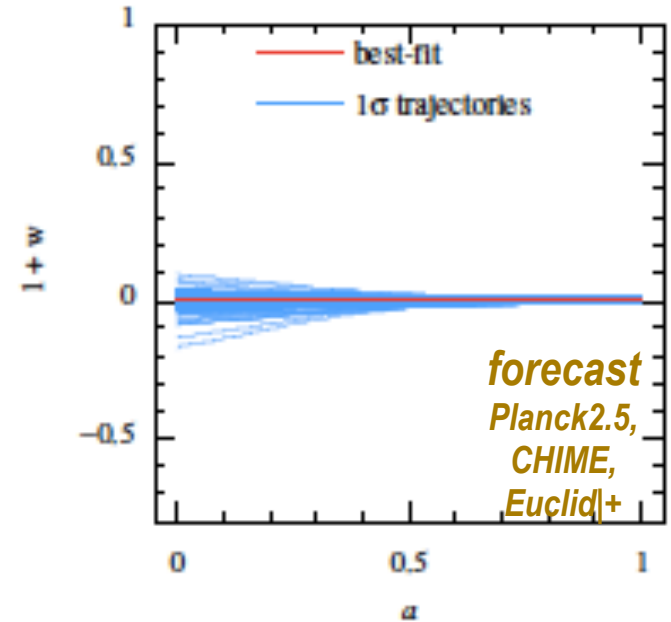 1
best-fit
1σ trajectories
0.5
1 + w
0
forecast
Planck2.5,
CHIME,
Euclid|+
−0.5
0
0.5
1
a